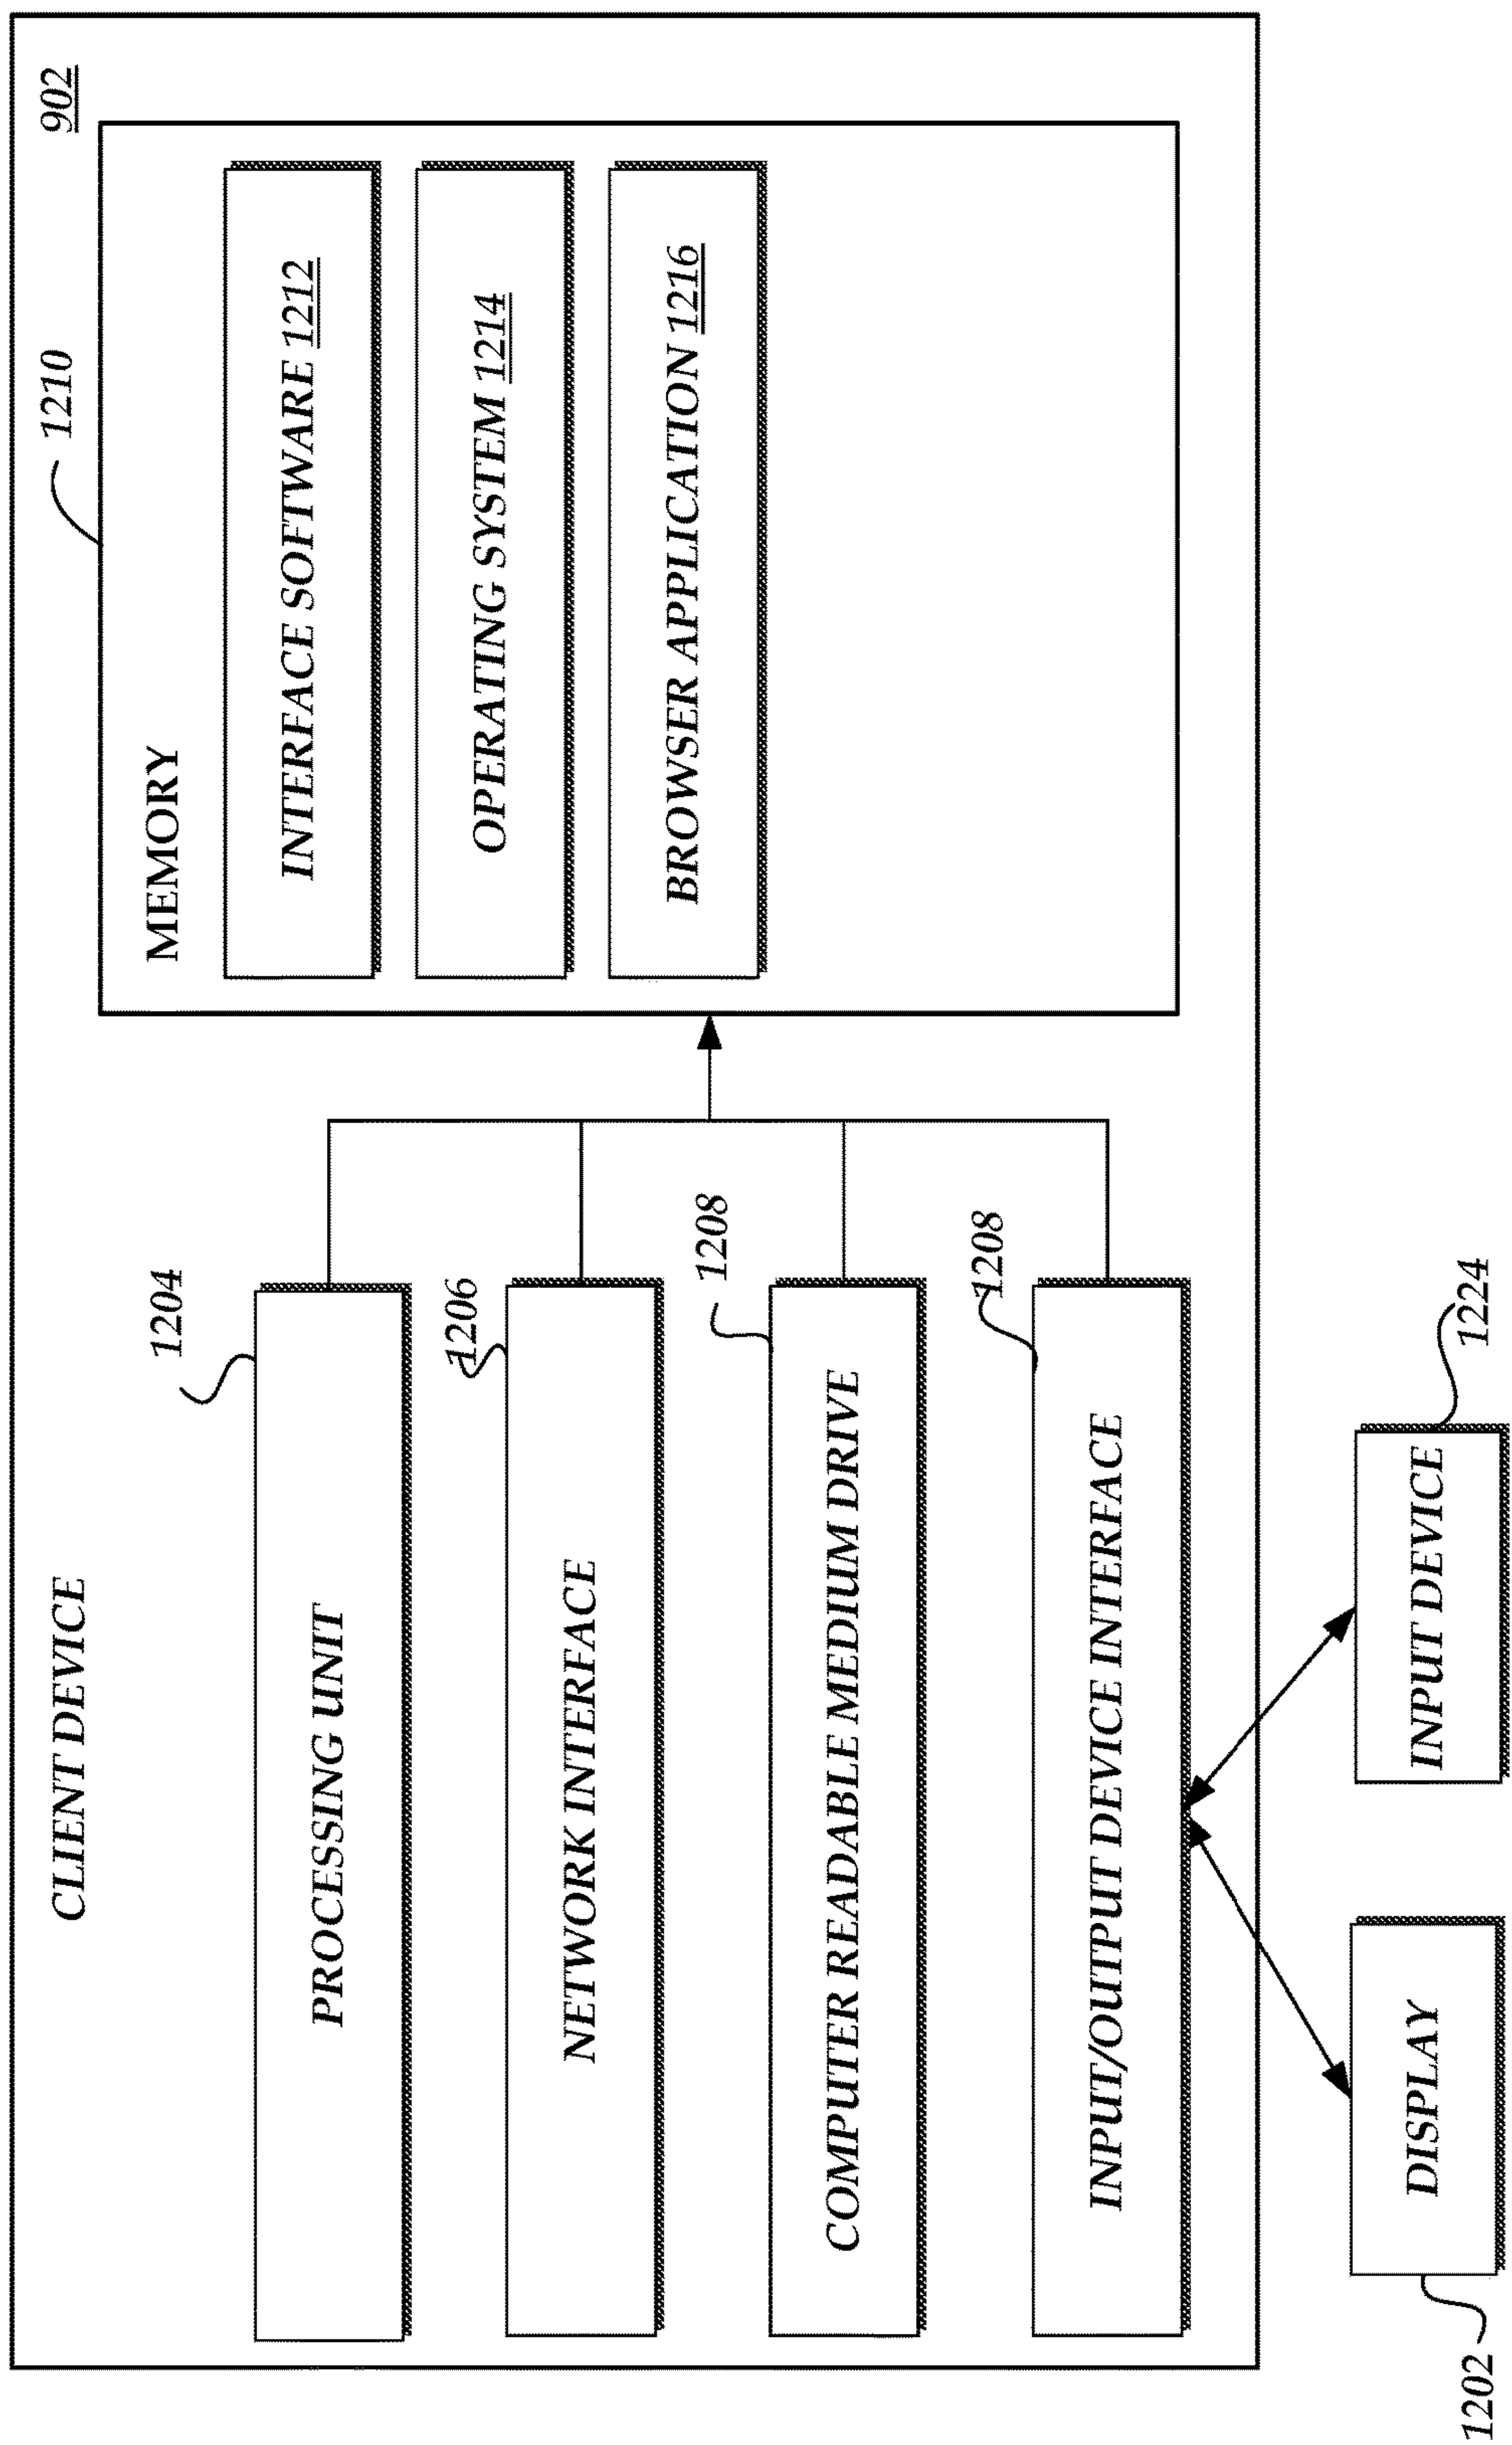 CLIENT DEVICE
902
1210
MEMORY
INTERFACE SOFTWARE 1212
OPERATING SYSTEM 1214
BROWSER APPLICATION 1216
1204
PROCESSING UNIT
1206
NETWORK INTERFACE
1208
COMPUTER READABLE MEDIUM DRIVE
1208
INPUT/OUTPUT DEVICE INTERFACE
1202
DISPLAY
INPUT DEVICE
1224